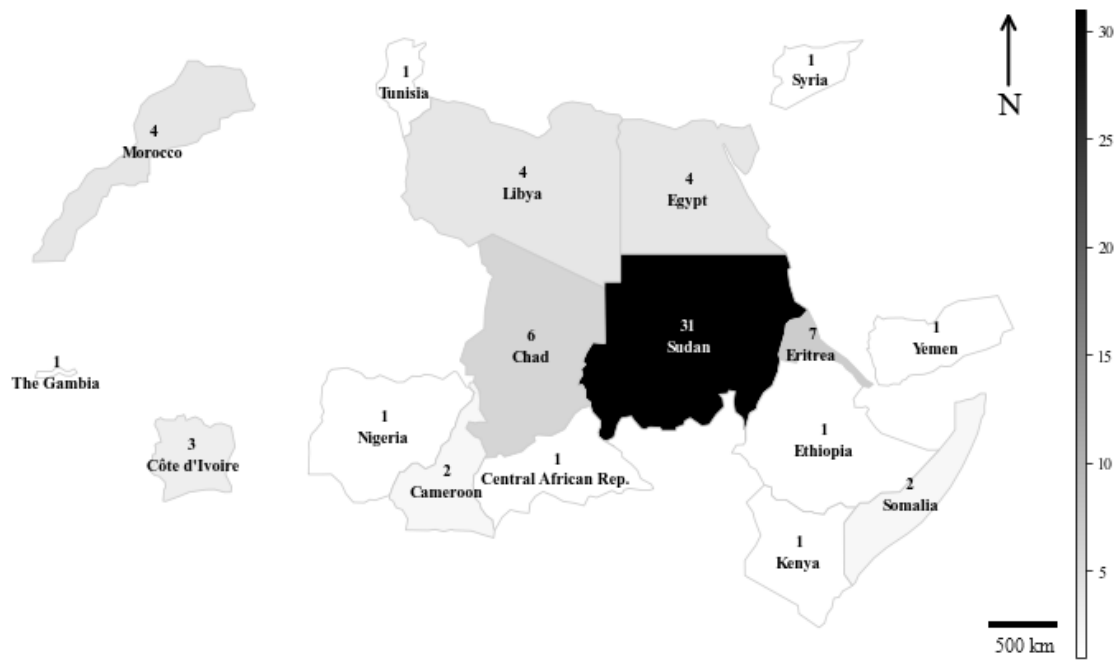 1
Tunisia
1
Syria
N
30
4
Morocco
4
Libya
4
Egypt
25
20
31
Sudan
6
Chad
7
Eritrea
1
Yemen
15
1
The Gambia
1
Nigeria
3
Côte d'Ivoire
2
Cameroon
1
Central African Rep.
1
Ethiopia
10
2
Somalia
1
Kenya
5
500 km